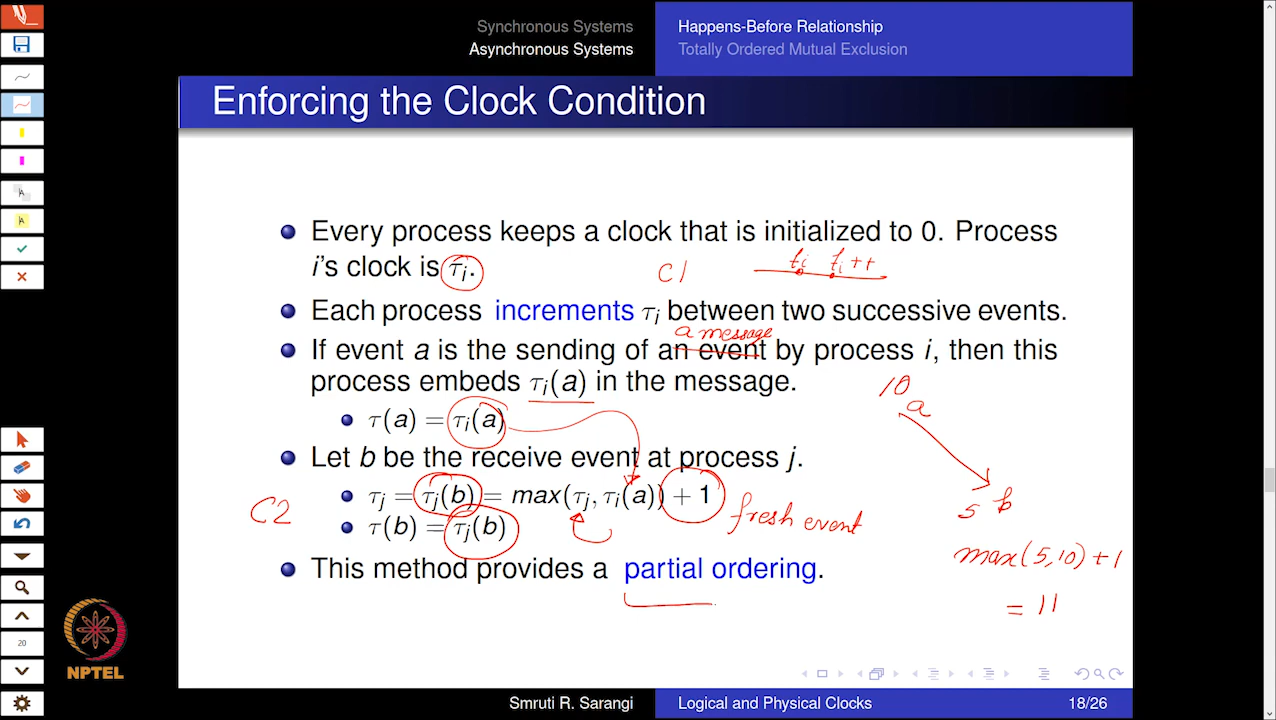 Synchronous Systems
Asynchronous Systems
Happens-Before Relationship
Totally Ordered Mutual Exclusion
Enforcing the Clock Condition
Every process keeps a clock that is initialized to 0. Process
i's clock is τi.
C1
ti ti++
Each process increments τi between two successive events.
a message
If event a is the sending of an event by process i, then this
process embeds τi(a) in the message.
10
a
τ(a) = τi(a)
Let b be the receive event at process j.
τj = τj(b) = max(τj, τi(a)) + 1
fresh event
5 b
C2
τ(b) = τj(b)
max(5,10)+1
= 11
This method provides a partial ordering.
A
A
20
NPTEL
Smruti R. Sarangi
Logical and Physical Clocks
18/26